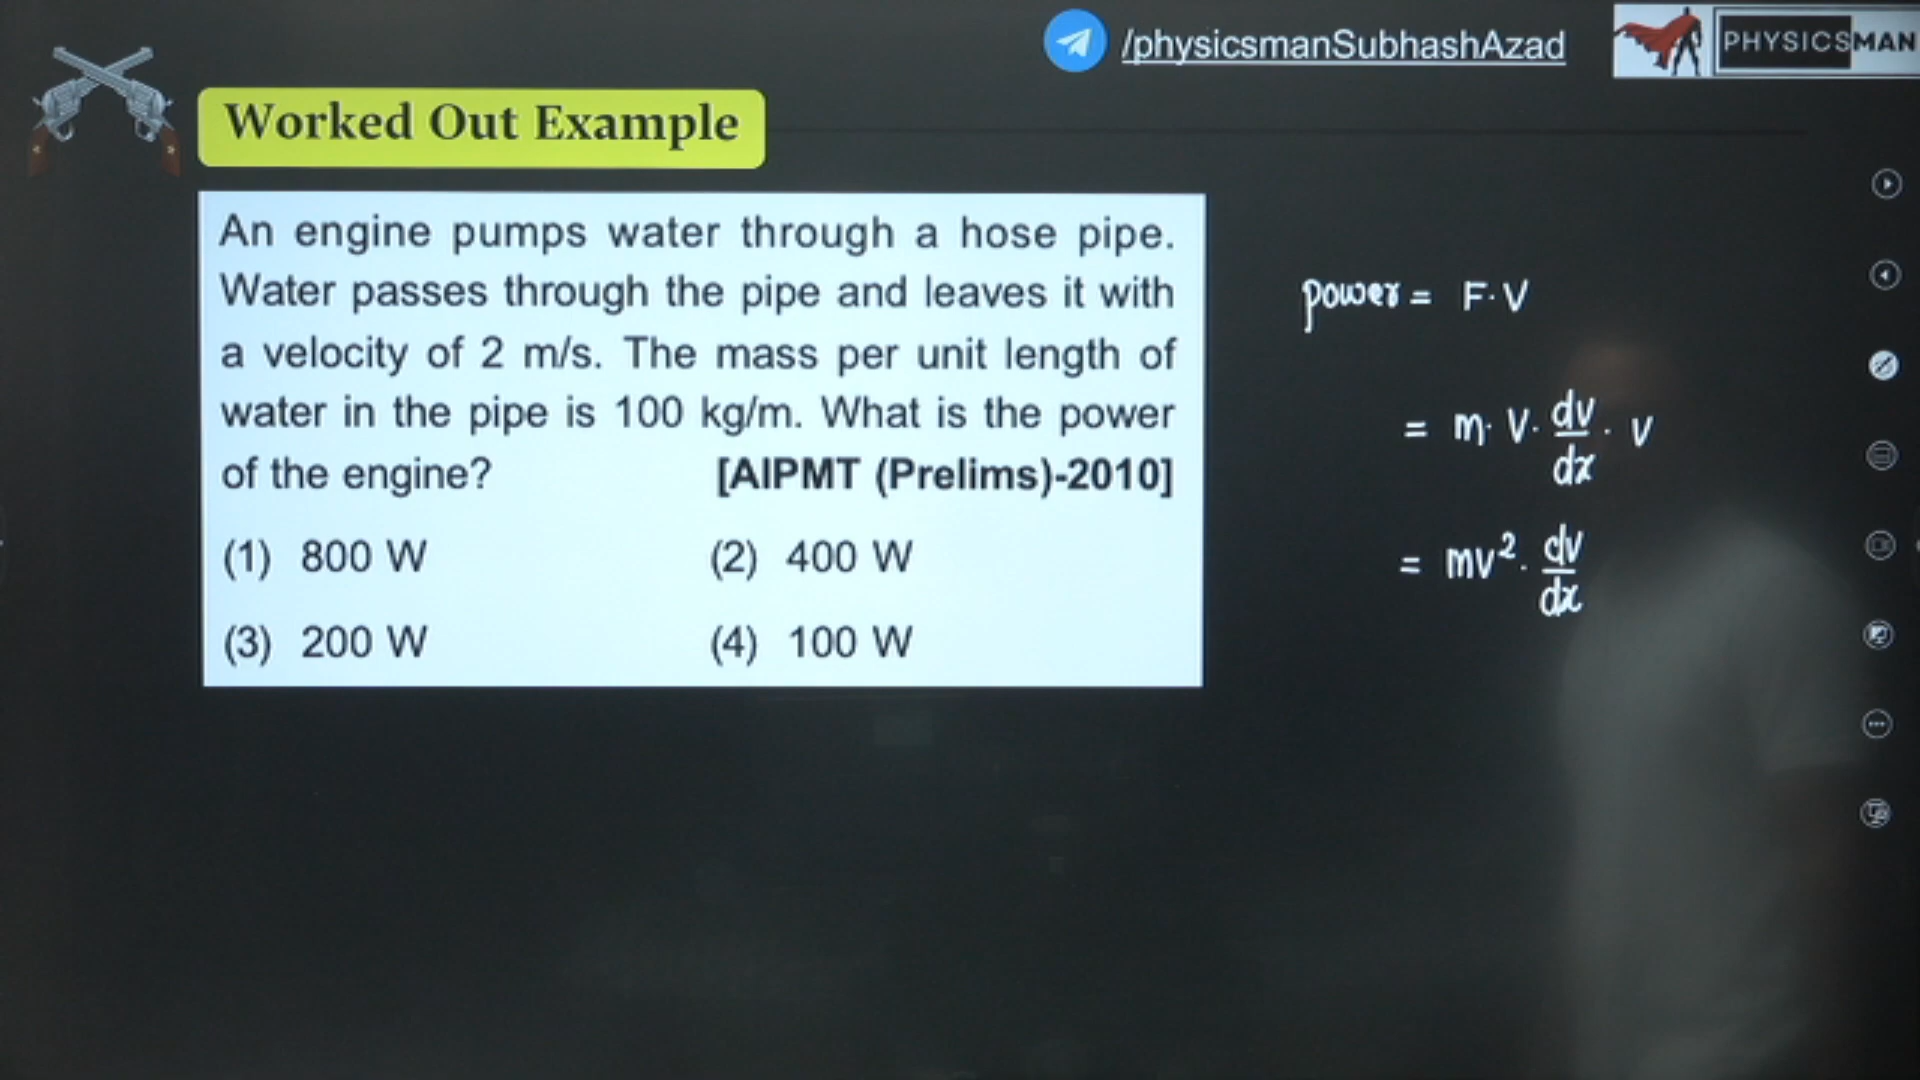 /physicsmanSubhashAzad
PHYSICSMAN
Worked Out Example
An engine pumps water through a hose pipe.
Water passes through the pipe and leaves it with
a velocity of 2 m/s. The mass per unit length of
water in the pipe is 100 kg/m. What is the power
of the engine? [AIPMT (Prelims)-2010]
(1) 800 W (2) 400 W
(3) 200 W (4) 100 W
power = F·V
= m· V· dv/dx · V
= mv²· dv/dx